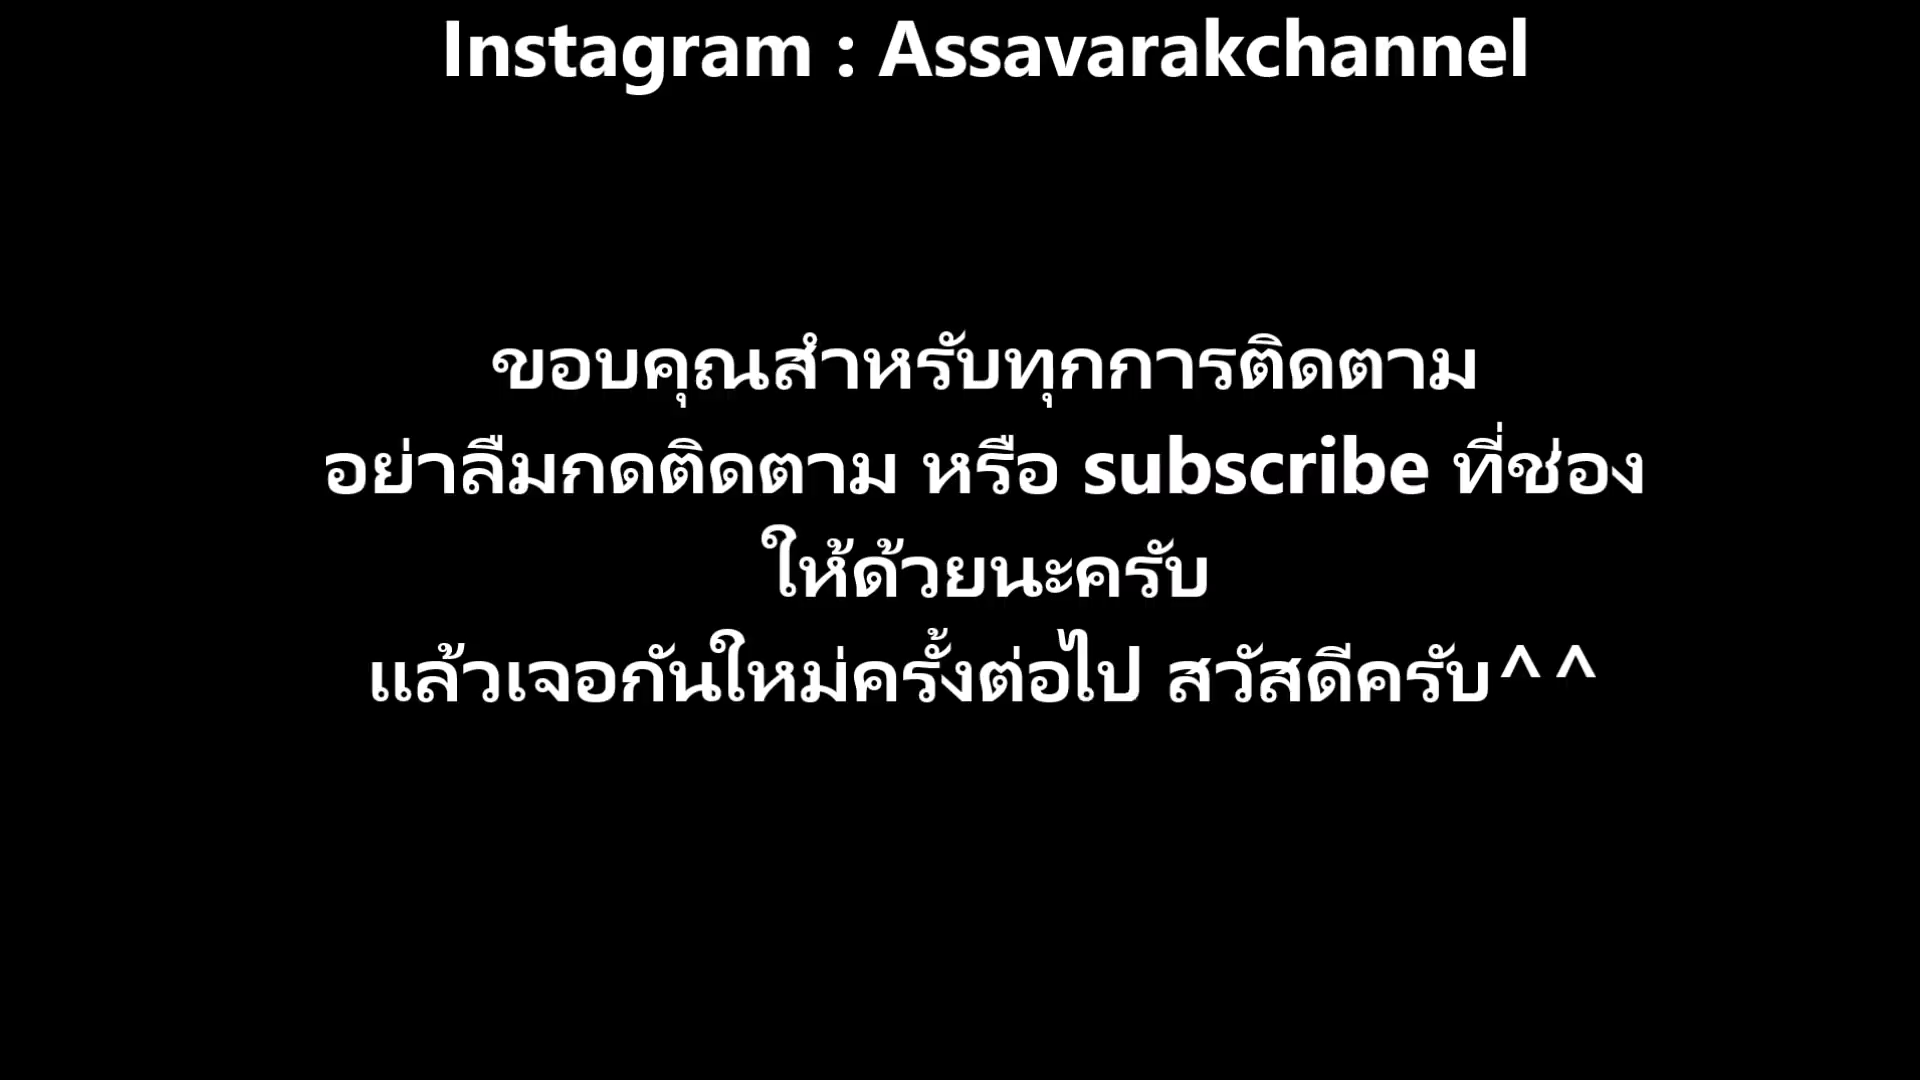 Instagram : Assavarakchannel
ขอบคุณสำหรับทุกการติดตาม
อย่าลืมกดติดตาม หรือ subscribe ที่ช่อง
ให้ด้วยนะครับ
แล้วเจอกันใหม่ครั้งต่อไป สวัสดีครับ^^